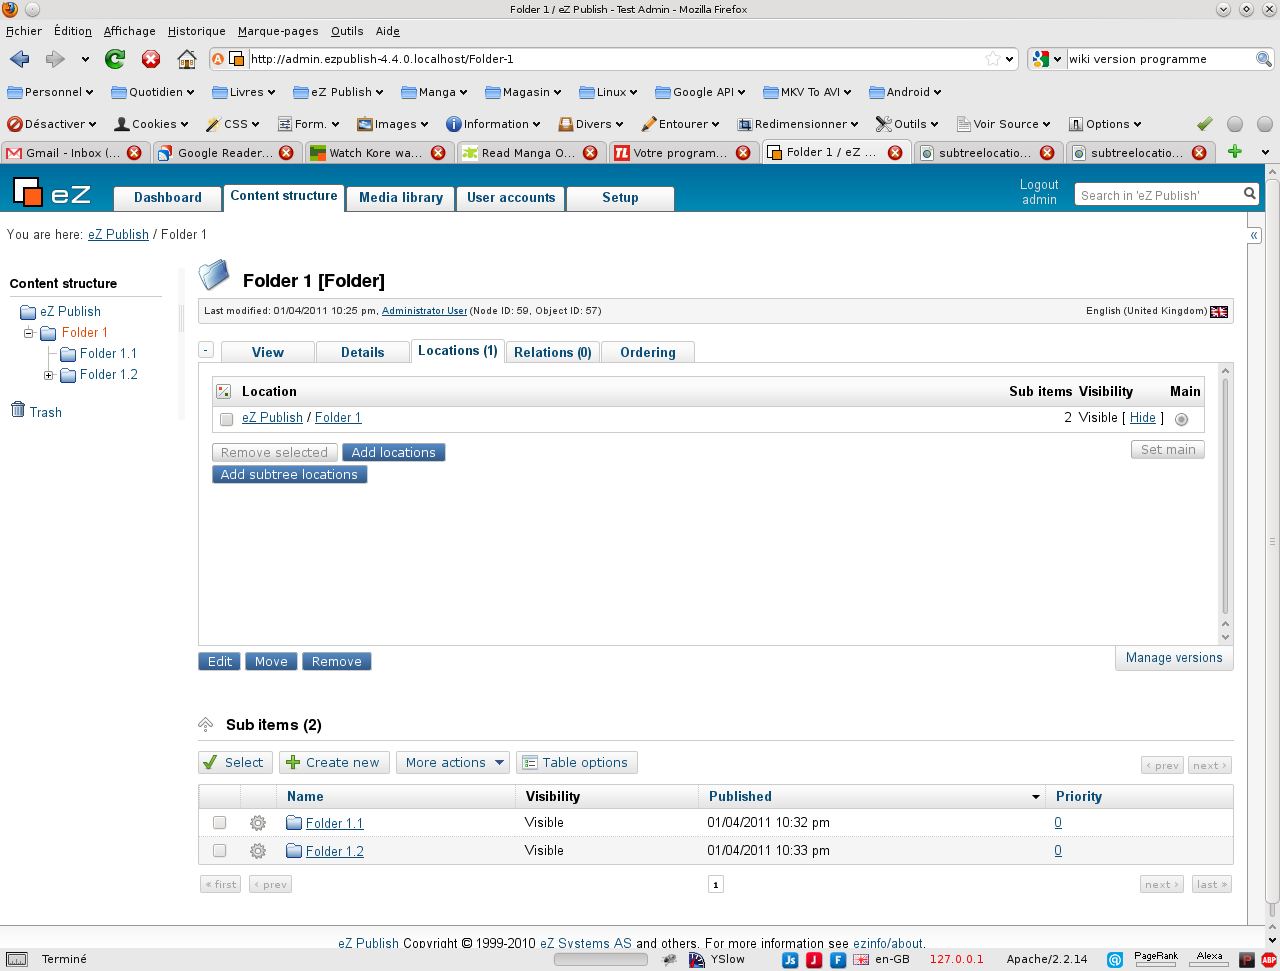 Folder 1 / eZ Publish - Test Admin - Mozilla Firefox
Fichier Édition Affichage Historique Marque-pages Outils Aide
http://admin.ezpublish-4.4.0.localhost/Folder-1 wiki version programme
Personnel Quotidien Livres eZ Publish Manga Magasin Linux Google API MKV To AVI Android
Désactiver Cookies CSS Form. Images Information Divers Entourer Redimensionner Outils Voir Source Options
Gmail - Inbox (... Google Reader... Watch Kore wa... Read Manga O... Votre program... Folder 1 / eZ ... subtreelocatio... subtreelocatio...
eZ Dashboard Content structure Media library User accounts Setup Logout admin Search in 'eZ Publish'
You are here: eZ Publish / Folder 1 «
Content structure
eZ Publish
Folder 1
Folder 1.1
Folder 1.2
Trash
Folder 1 [Folder]
Last modified: 01/04/2011 10:25 pm, Administrator User (Node ID: 59, Object ID: 57) English (United Kingdom)
- View Details Locations (1) Relations (0) Ordering
Location Sub items Visibility Main
eZ Publish / Folder 1 2 Visible [ Hide ]
Remove selected Add locations Set main
Add subtree locations
Edit Move Remove Manage versions
Sub items (2)
Select Create new More actions Table options ‹ prev next ›
Name Visibility Published Priority
Folder 1.1 Visible 01/04/2011 10:32 pm 0
Folder 1.2 Visible 01/04/2011 10:33 pm 0
« first ‹ prev 1 next › last »
eZ Publish Copyright © 1999-2010 eZ Systems AS and others. For more information see ezinfo/about.
Terminé YSlow Js J F en-GB 127.0.0.1 Apache/2.2.14 @ PageRank Alexa P ABP